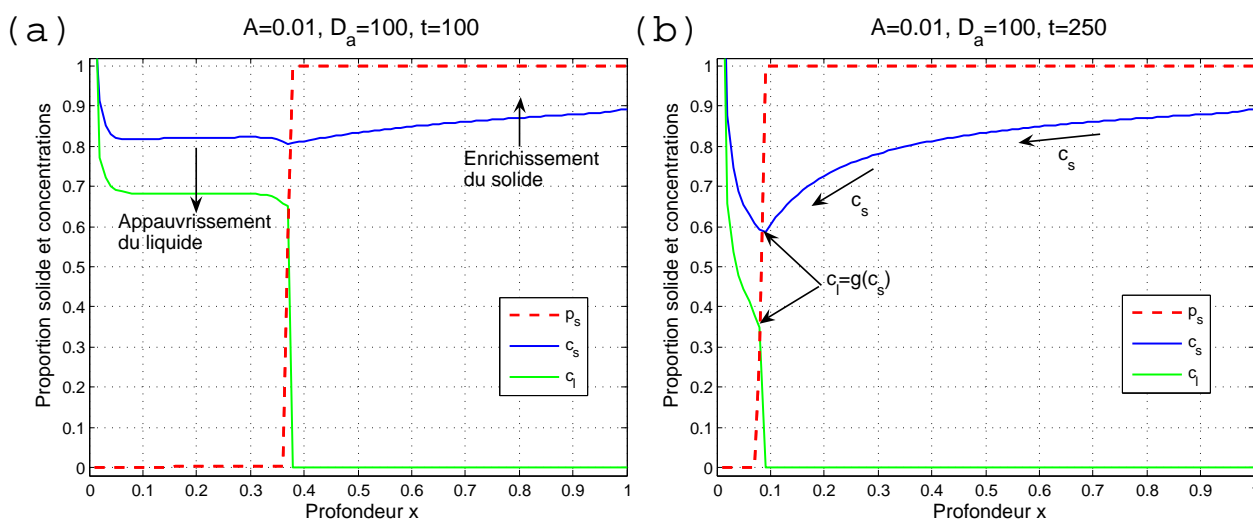 (a)
A=0.01, D_a=100, t=100
Proportion solide et concentrations
1
0.9
0.8
0.7
0.6
0.5
0.4
0.3
0.2
0.1
0
Appauvrissement
du liquide
Enrichissement
du solide
p_s
c_s
c_l
0 0.1 0.2 0.3 0.4 0.5 0.6 0.7 0.8 0.9 1
Profondeur x
(b)
A=0.01, D_a=100, t=250
Proportion solide et concentrations
1
0.9
0.8
0.7
0.6
0.5
0.4
0.3
0.2
0.1
0
c_s
c_s
c_l=g(c_s)
p_s
c_s
c_l
0 0.1 0.2 0.3 0.4 0.5 0.6 0.7 0.8 0.9 1
Profondeur x